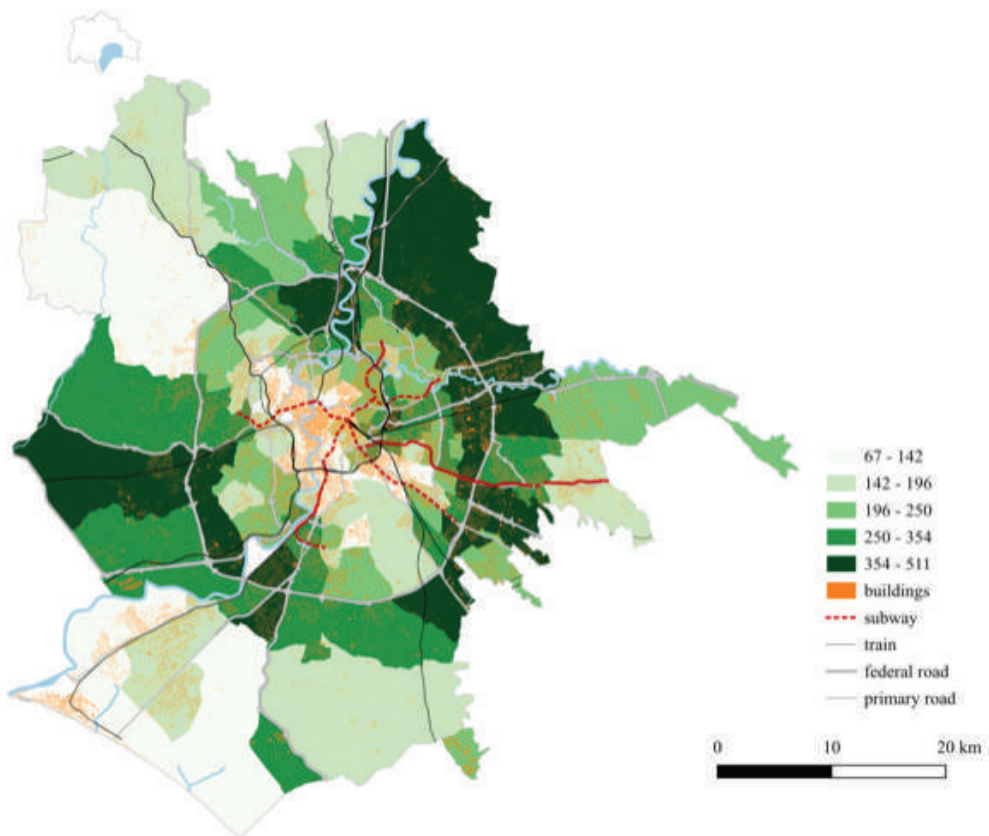 67 - 142
142 - 196
196 - 250
250 - 354
354 - 511
buildings
subway
train
federal road
primary road
0 10 20 km